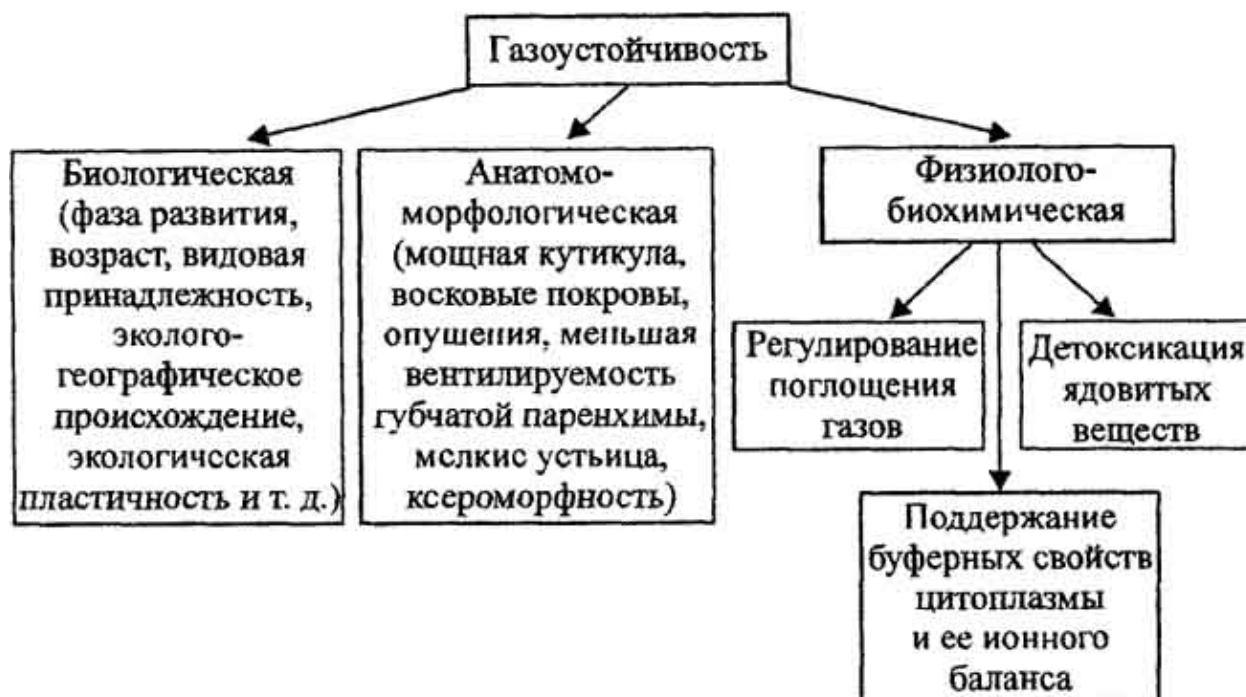 Газоустойчивость
Биологическая
(фаза развития,
возраст, видовая
принадлежность,
эколого-
географическое
происхождение,
экологическая
пластичность и т. д.)
Анатомо-
морфологическая
(мощная кутикула,
восковые покровы,
опушения, меньшая
вентилируемость
губчатой паренхимы,
мелкие устьица,
ксероморфность)
Физиолого-
биохимическая
Регулирование
поглощения
газов
Детоксикация
ядовитых
веществ
Поддержание
буферных свойств
цитоплазмы
и ее ионного
баланса